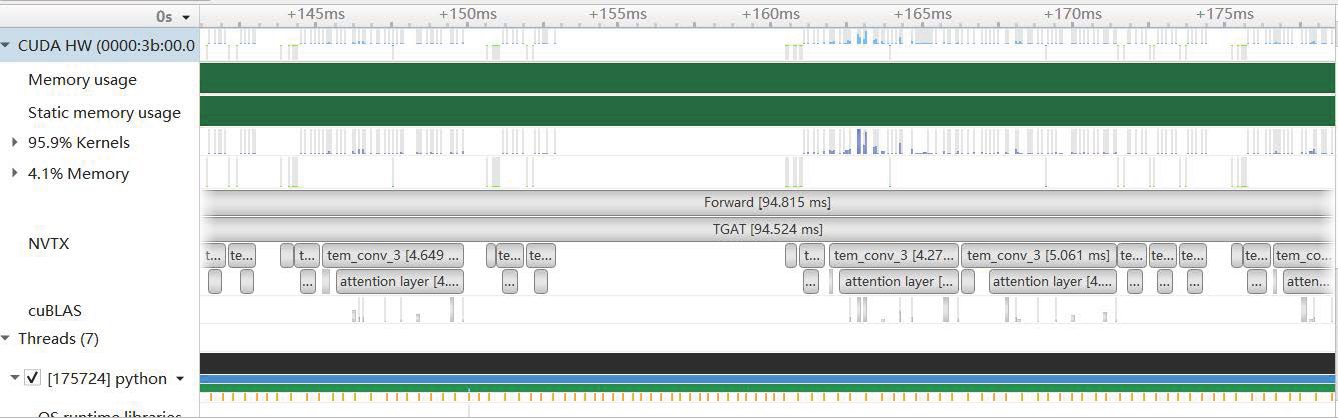 0s +145ms +150ms +155ms +160ms +165ms +170ms +175ms
CUDA HW (0000:3b:00.0
Memory usage
Static memory usage
95.9% Kernels
4.1% Memory
Forward [94.815 ms]
TGAT [94.524 ms]
NVTX
t... te... t... tem_conv_3 [4.649 ... te... te... t... tem_conv_3 [4.27... tem_conv_3 [5.061 ms] te... te... te... te... tem_co...
... attention layer [4.... ... ... attention layer [... attention layer [4.... ... ... ... ... atten...
cuBLAS
Threads (7)
[175724] python
OS runtime libraries